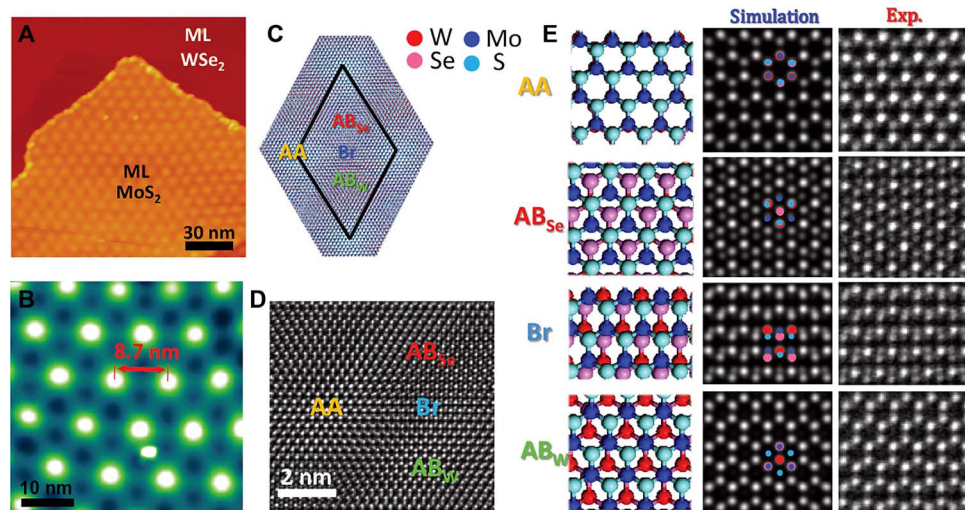 A
ML
WSe2
ML
MoS2
30 nm
B
8.7 nm
10 nm
C
W
Mo
Se
S
ABSe
AA
Br
ABW
D
ABSe
AA
Br
ABW
2 nm
E
Simulation
Exp.
AA
ABSe
Br
ABW